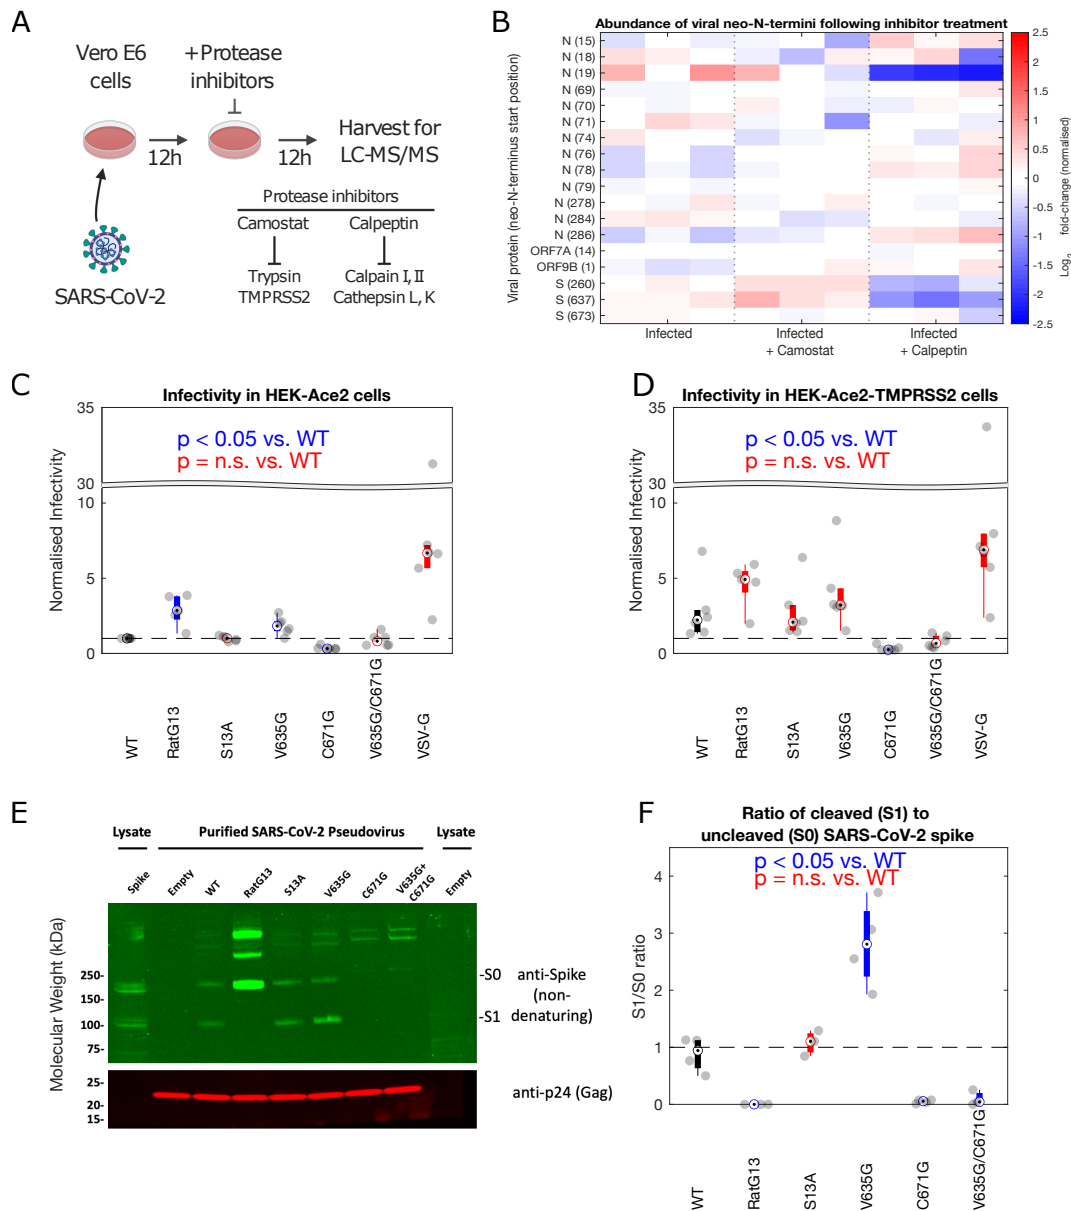 A
Vero E6
cells
+Protease
inhibitors
12h
12h
Harvest for
LC-MS/MS
SARS-CoV-2
Protease inhibitors
Camostat
Calpeptin
Trypsin
TMPRSS2
Calpain I, II
Cathepsin L, K
B
Abundance of viral neo-N-termini following inhibitor treatment
Viral protein (neo-N-terminus start position)
N (15)
N (18)
N (19)
N (69)
N (70)
N (71)
N (74)
N (76)
N (78)
N (79)
N (278)
N (284)
N (286)
ORF7A (14)
ORF9B (1)
S (260)
S (637)
S (673)
Infected
Infected
+ Camostat
Infected
+ Calpeptin
2.5
2
1.5
1
0.5
0
-0.5
-1
-1.5
-2
-2.5
Log2 fold-change (normalised)
C
Infectivity in HEK-Ace2 cells
Normalised Infectivity
35
30
10
5
0
p < 0.05 vs. WT
p = n.s. vs. WT
WT
RatG13
S13A
V635G
C671G
V635G/C671G
VSV-G
D
Infectivity in HEK-Ace2-TMPRSS2 cells
Normalised Infectivity
35
30
10
5
0
p < 0.05 vs. WT
p = n.s. vs. WT
WT
RatG13
S13A
V635G
C671G
V635G/C671G
VSV-G
E
Lysate
Purified SARS-CoV-2 Pseudovirus
Lysate
Spike
Empty
WT
RatG13
S13A
V635G
C671G
V635G+
C671G
Empty
Molecular Weight (kDa)
250-
150-
100-
75-
25-
20-
15-
-S0
-S1
anti-Spike
(non-
denaturing)
anti-p24 (Gag)
F
Ratio of cleaved (S1) to
uncleaved (S0) SARS-CoV-2 spike
p < 0.05 vs. WT
p = n.s. vs. WT
S1/S0 ratio
4
3
2
1
0
WT
RatG13
S13A
V635G
C671G
V635G/C671G